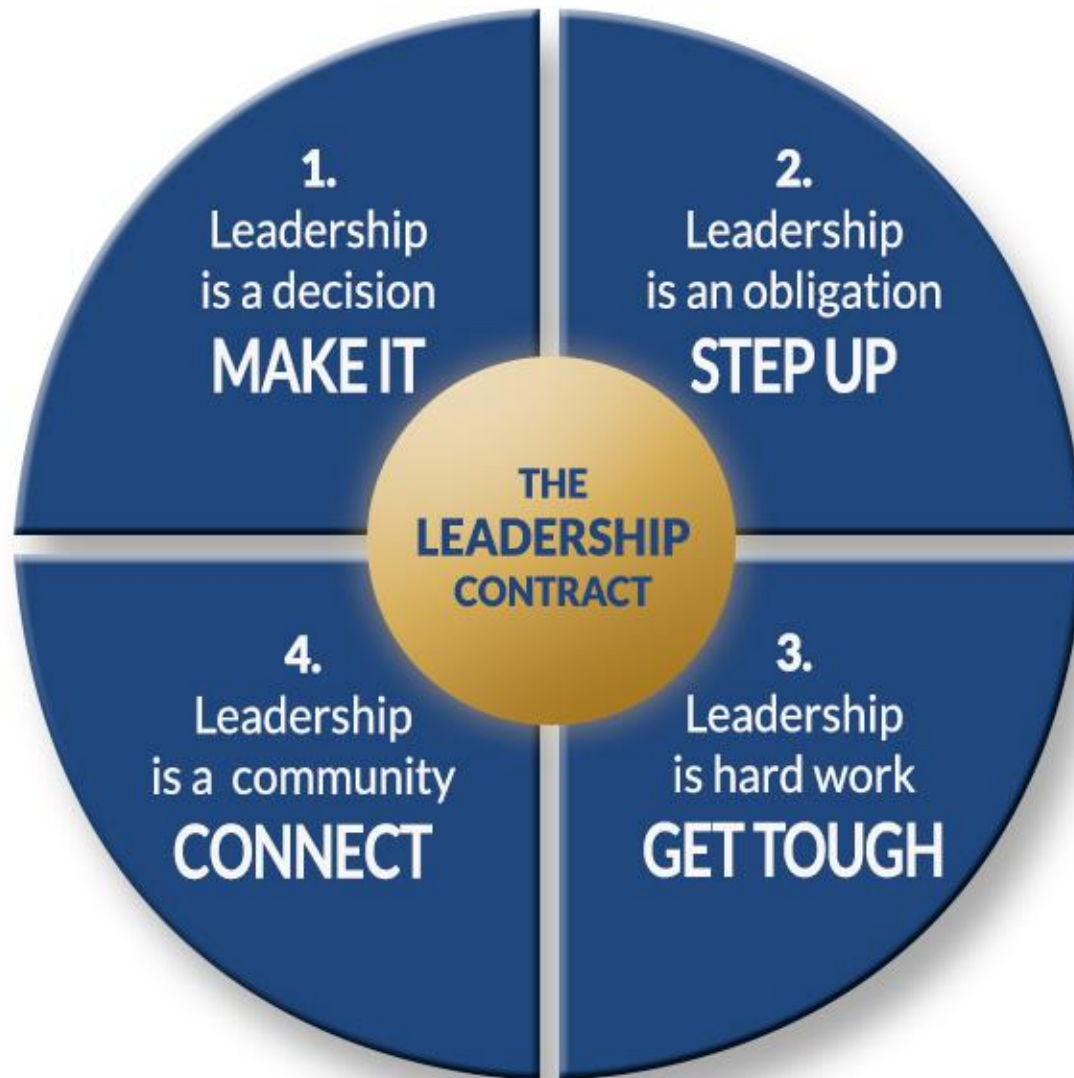 1.
Leadership
is a decision
MAKE IT
2.
Leadership
is an obligation
STEP UP
THE
LEADERSHIP
CONTRACT
3.
Leadership
is hard work
GET TOUGH
4.
Leadership
is a community
CONNECT